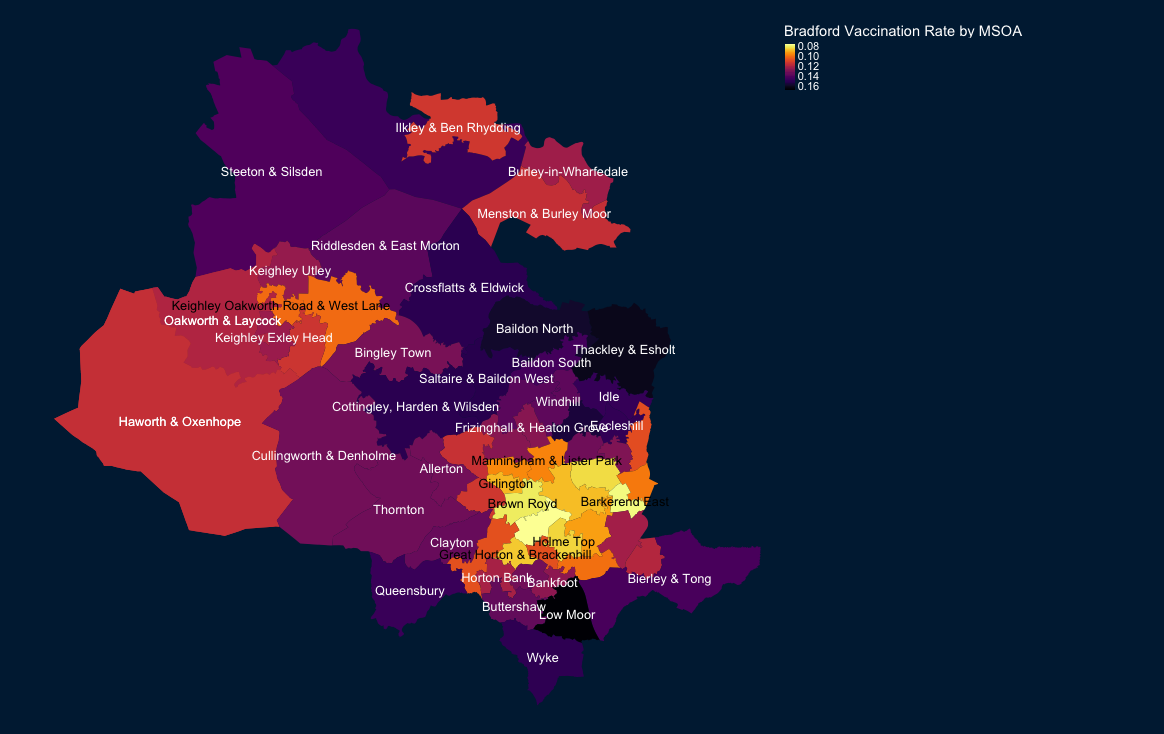 Bradford Vaccination Rate by MSOA
0.08
0.10
0.12
0.14
0.16
Ilkley & Ben Rhydding
Steeton & Silsden
Burley-in-Wharfedale
Menston & Burley Moor
Riddlesden & East Morton
Keighley Utley
Crossflatts & Eldwick
Keighley Oakworth Road & West Lane
Oakworth & Laycock
Baildon North
Keighley Exley Head
Thackley & Esholt
Bingley Town
Baildon South
Saltaire & Baildon West
Idle
Windhill
Cottingley, Harden & Wilsden
Haworth & Oxenhope
Eccleshill
Frizinghall & Heaton Grove
Cullingworth & Denholme
Manningham & Lister Park
Allerton
Girlington
Barkerend East
Brown Royd
Thornton
Holme Top
Clayton
Great Horton & Brackenhill
Horton Bank
Bierley & Tong
Bankfoot
Queensbury
Buttershaw
Low Moor
Wyke